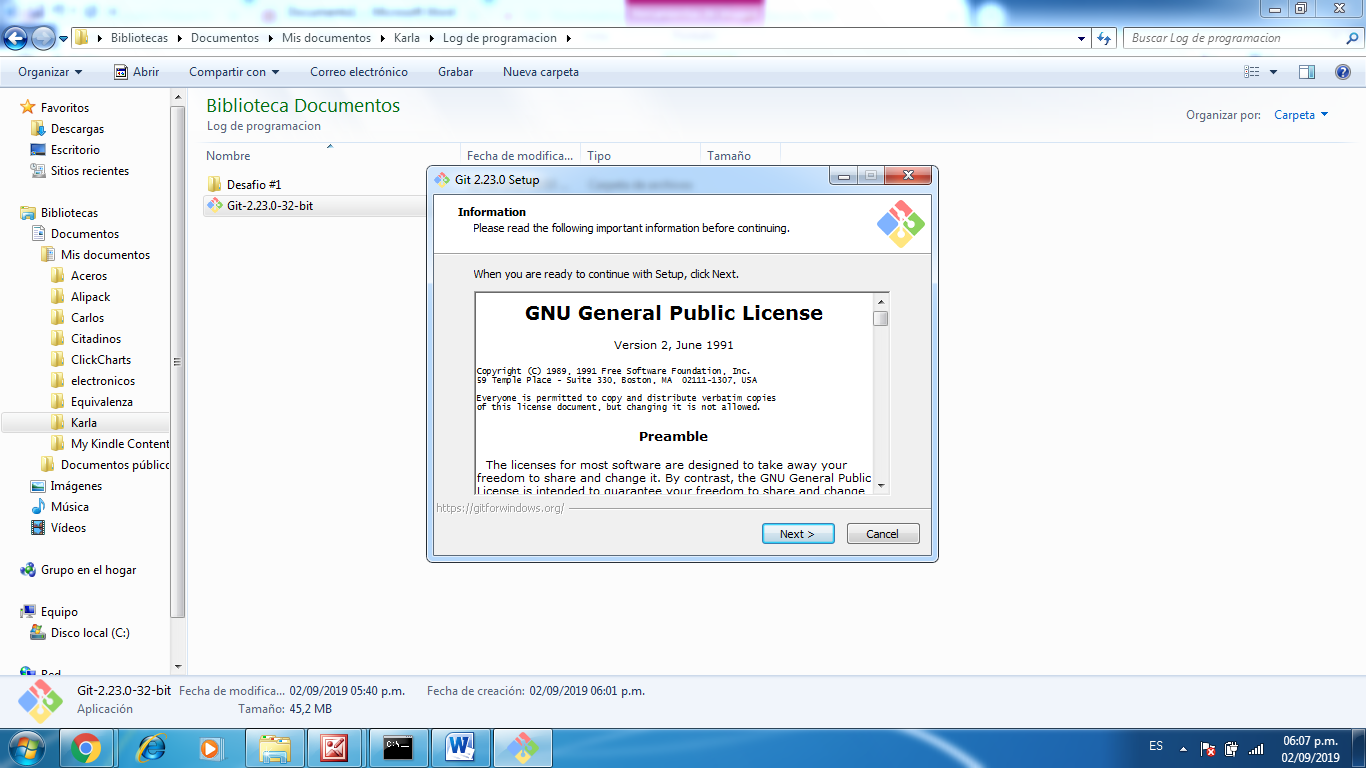 Bibliotecas Documentos Mis documentos Karla Log de programacion
Buscar Log de programacion
Organizar Abrir Compartir con Correo electrónico Grabar Nueva carpeta
Favoritos
Descargas
Escritorio
Sitios recientes
Bibliotecas
Documentos
Mis documentos
Aceros
Alipack
Carlos
Citadinos
ClickCharts
electronicos
Equivalenza
Karla
My Kindle Content
Documentos públic
Imágenes
Música
Vídeos
Grupo en el hogar
Equipo
Disco local (C:)
Red
Biblioteca Documentos
Log de programacion
Organizar por: Carpeta
Nombre Fecha de modifica... Tipo Tamaño
Desafio #1
Git-2.23.0-32-bit
Git 2.23.0 Setup
Information
Please read the following important information before continuing.
When you are ready to continue with Setup, click Next.
GNU General Public License
Version 2, June 1991
Copyright (C) 1989, 1991 Free Software Foundation, Inc.
59 Temple Place - Suite 330, Boston, MA  02111-1307, USA
Everyone is permitted to copy and distribute verbatim copies
of this license document, but changing it is not allowed.
Preamble
The licenses for most software are designed to take away your
freedom to share and change it. By contrast, the GNU General Public
License is intended to guarantee your freedom to share and change
https://gitforwindows.org/
Next >
Cancel
Git-2.23.0-32-bit Fecha de modifica... 02/09/2019 05:40 p.m. Fecha de creación: 02/09/2019 06:01 p.m.
Aplicación Tamaño: 45,2 MB
ES
06:07 p.m.
02/09/2019